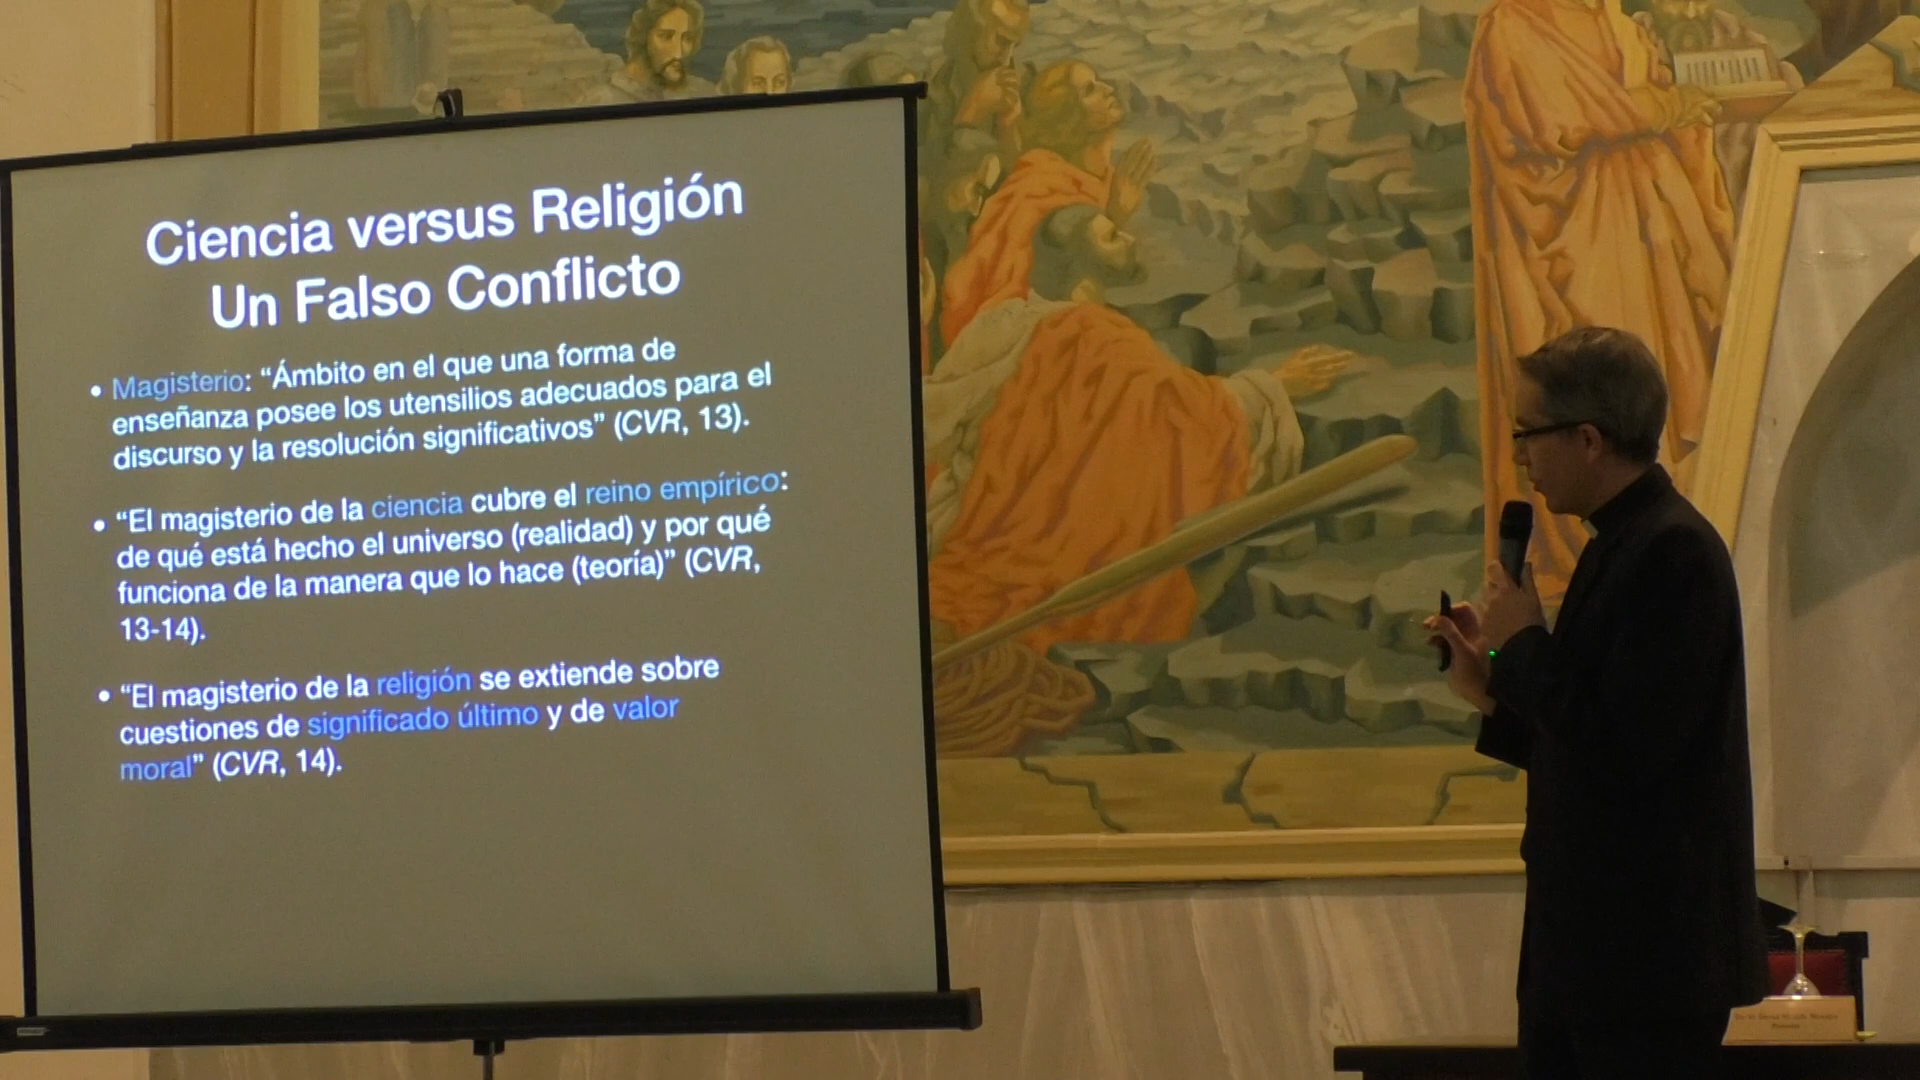 Ciencia versus Religión
Un Falso Conflicto
• Magisterio: “Ámbito en el que una forma de
enseñanza posee los utensilios adecuados para el
discurso y la resolución significativos” (CVR, 13).
• “El magisterio de la ciencia cubre el reino empírico:
de qué está hecho el universo (realidad) y por qué
funciona de la manera que lo hace (teoría)” (CVR,
13-14).
• “El magisterio de la religión se extiende sobre
cuestiones de significado último y de valor
moral” (CVR, 14).